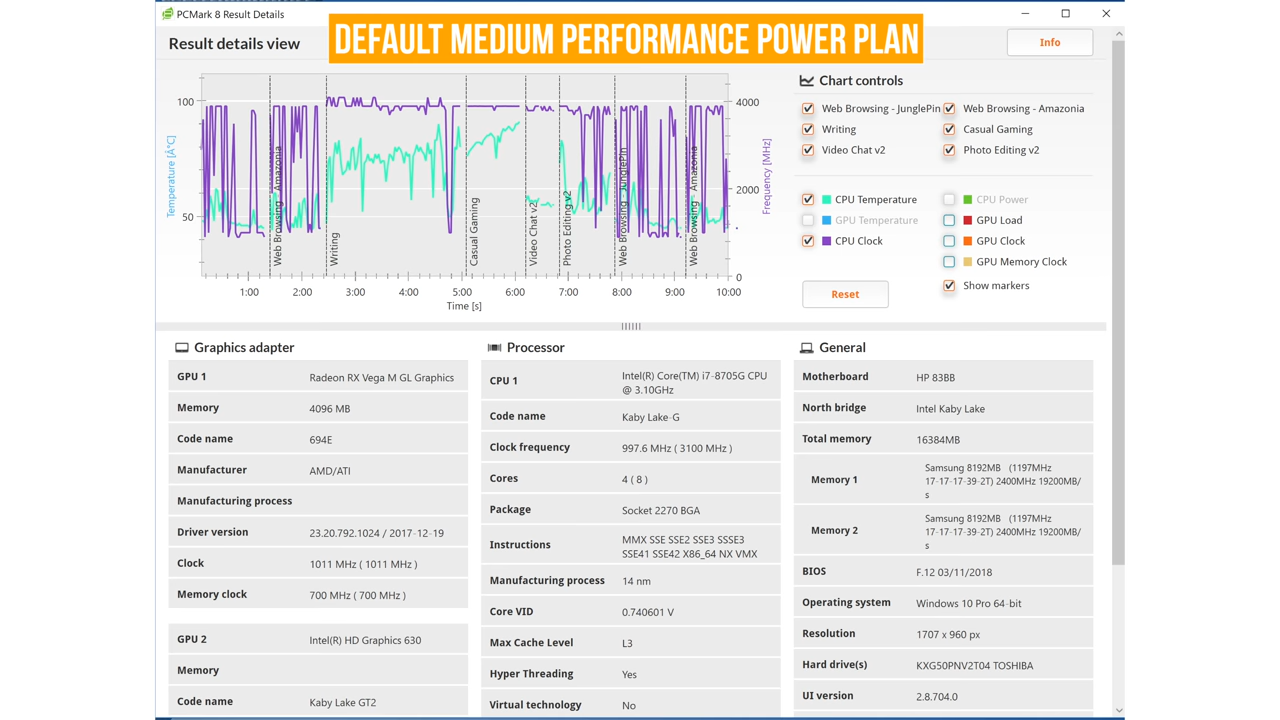 PCMark 8 Result Details
DEFAULT MEDIUM PERFORMANCE POWER PLAN
Result details view
Info
Temperature [Â°C]
100
50
Web Browsing - Amazonia
Writing
Casual Gaming
Video Chat v2
Photo Editing v2
Web Browsing - JunglePin
Web Browsing - Amazonia
4000
2000
0
Frequency [MHz]
1:00 2:00 3:00 4:00 5:00 6:00 7:00 8:00 9:00 10:00
Time [s]
Chart controls
Web Browsing - JunglePin Web Browsing - Amazonia
Writing Casual Gaming
Video Chat v2 Photo Editing v2
CPU Temperature CPU Power
GPU Temperature GPU Load
CPU Clock GPU Clock
GPU Memory Clock
Show markers
Reset
Graphics adapter
GPU 1 Radeon RX Vega M GL Graphics
Memory 4096 MB
Code name 694E
Manufacturer AMD/ATI
Manufacturing process
Driver version 23.20.792.1024 / 2017-12-19
Clock 1011 MHz ( 1011 MHz )
Memory clock 700 MHz ( 700 MHz )
GPU 2 Intel(R) HD Graphics 630
Memory
Code name Kaby Lake GT2
Processor
CPU 1 Intel(R) Core(TM) i7-8705G CPU
@ 3.10GHz
Code name Kaby Lake-G
Clock frequency 997.6 MHz ( 3100 MHz )
Cores 4 ( 8 )
Package Socket 2270 BGA
Instructions MMX SSE SSE2 SSE3 SSSE3
SSE41 SSE42 X86_64 NX VMX
Manufacturing process 14 nm
Core VID 0.740601 V
Max Cache Level L3
Hyper Threading Yes
Virtual technology No
General
Motherboard HP 83BB
North bridge Intel Kaby Lake
Total memory 16384MB
Memory 1 Samsung 8192MB (1197MHz
17-17-17-39-2T) 2400MHz 19200MB/
s
Memory 2 Samsung 8192MB (1197MHz
17-17-17-39-2T) 2400MHz 19200MB/
s
BIOS F.12 03/11/2018
Operating system Windows 10 Pro 64-bit
Resolution 1707 x 960 px
Hard drive(s) KXG50PNV2T04 TOSHIBA
UI version 2.8.704.0